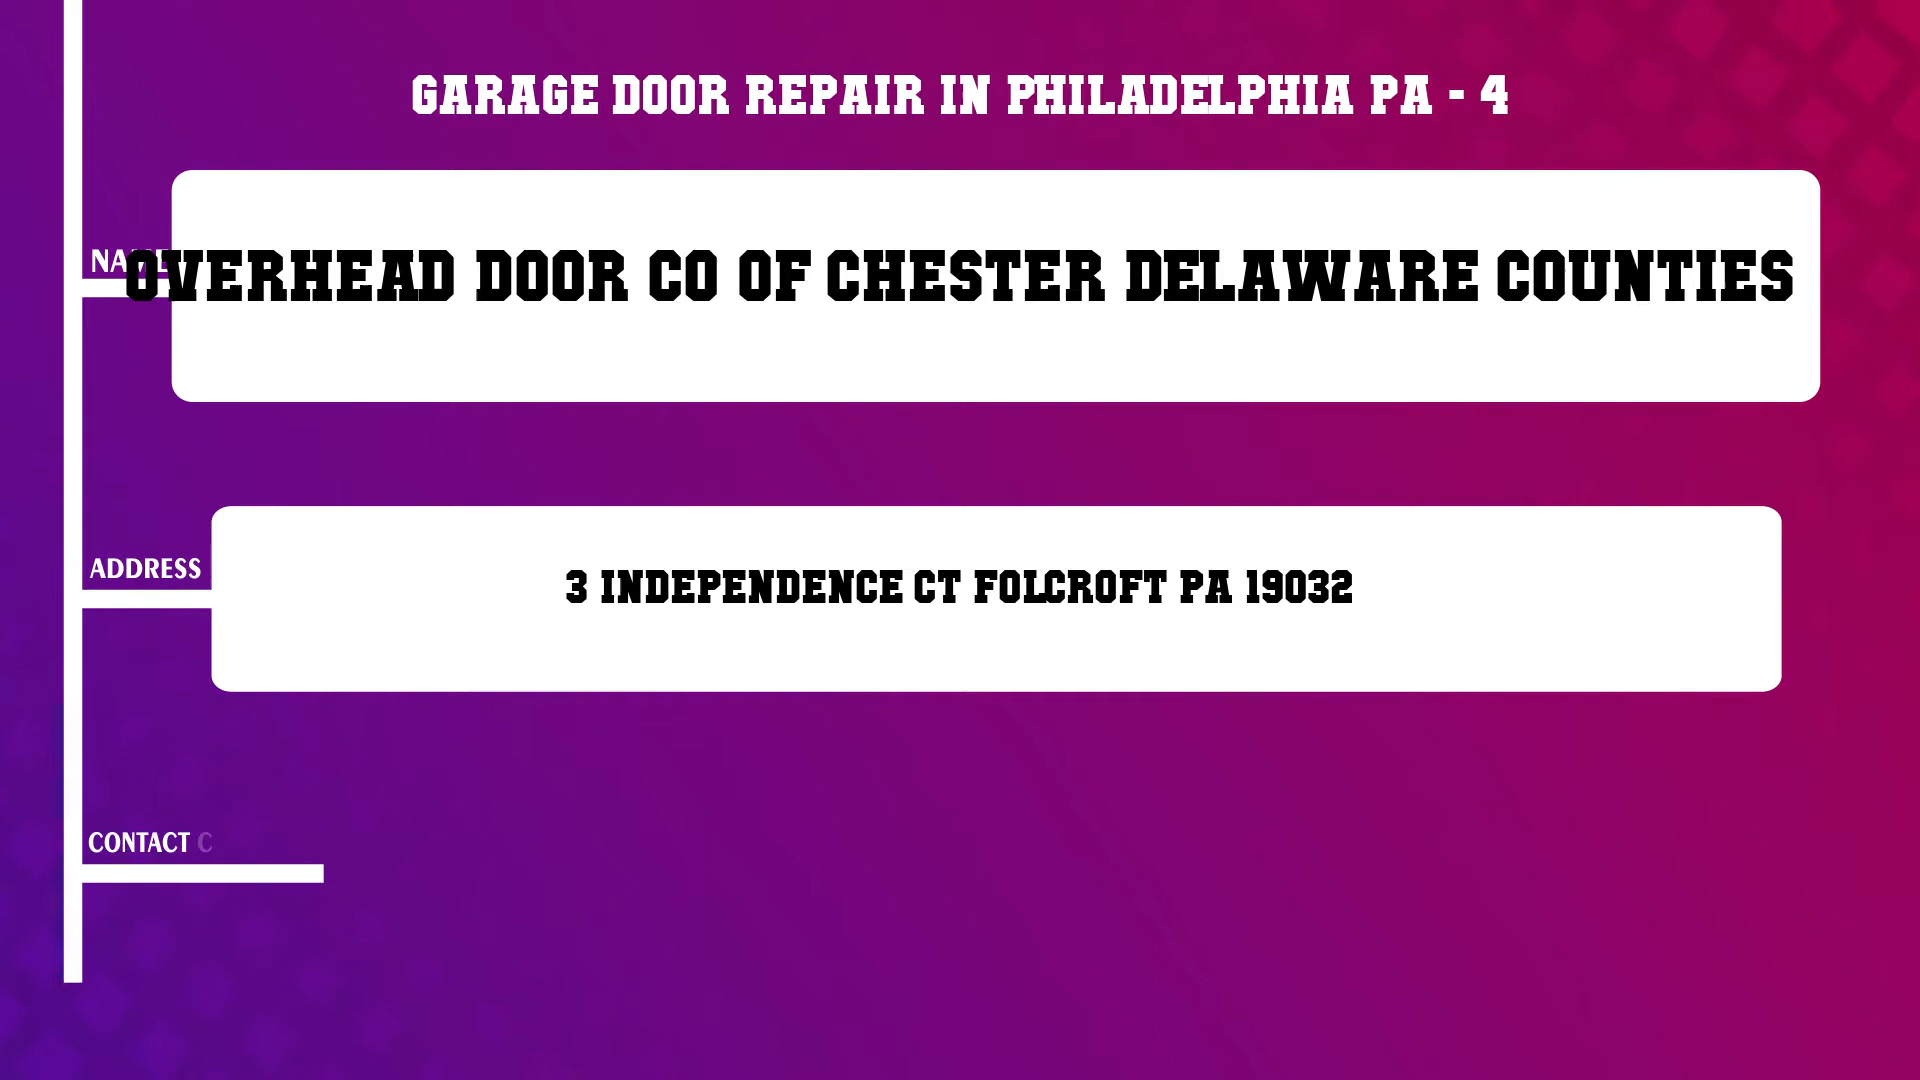 GARAGE DOOR REPAIR IN PHILADELPHIA PA - 4
NAME
OVERHEAD DOOR CO OF CHESTER DELAWARE COUNTIES
ADDRESS
3 INDEPENDENCE CT FOLCROFT PA 19032
CONTACT C